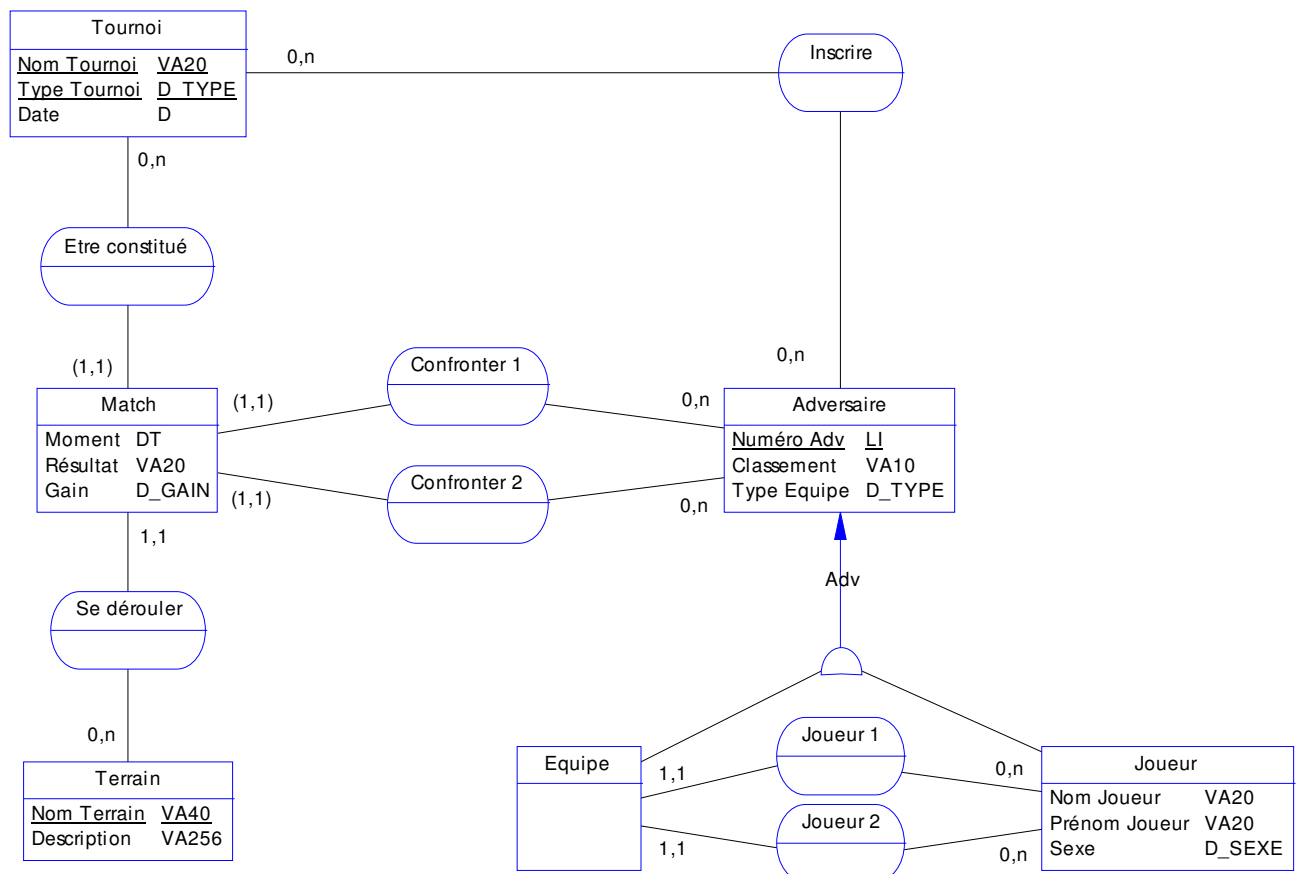 Tournoi
Nom Tournoi VA20
Type Tournoi D_TYPE
Date D
0,n
Inscrire
0,n
Etre constitué
(1,1)
0,n
Confronter 1
(1,1)
0,n
Match
Moment DT
Résultat VA20
Gain D_GAIN
Adversaire
Numéro Adv LI
Classement VA10
Type Equipe D_TYPE
Confronter 2
(1,1)
0,n
1,1
Adv
Se dérouler
0,n
Terrain
Nom Terrain VA40
Description VA256
Equipe
Joueur 1
1,1
0,n
Joueur
Nom Joueur VA20
Prénom Joueur VA20
Sexe D_SEXE
Joueur 2
1,1
0,n